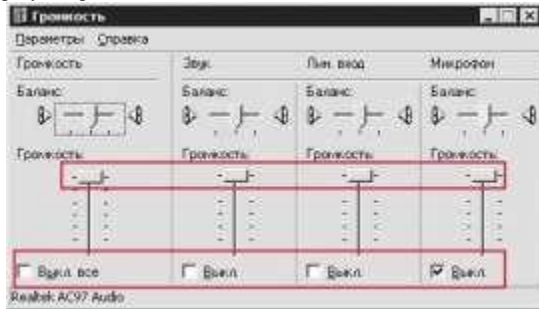 Громкость
Параметры Справка
Громкость Звук Лин. вход Микрофон
Баланс: Баланс: Баланс: Баланс:
Громкость: Громкость: Громкость: Громкость:
Выкл. все Выкл. Выкл. Выкл.
Realtek AC97 Audio